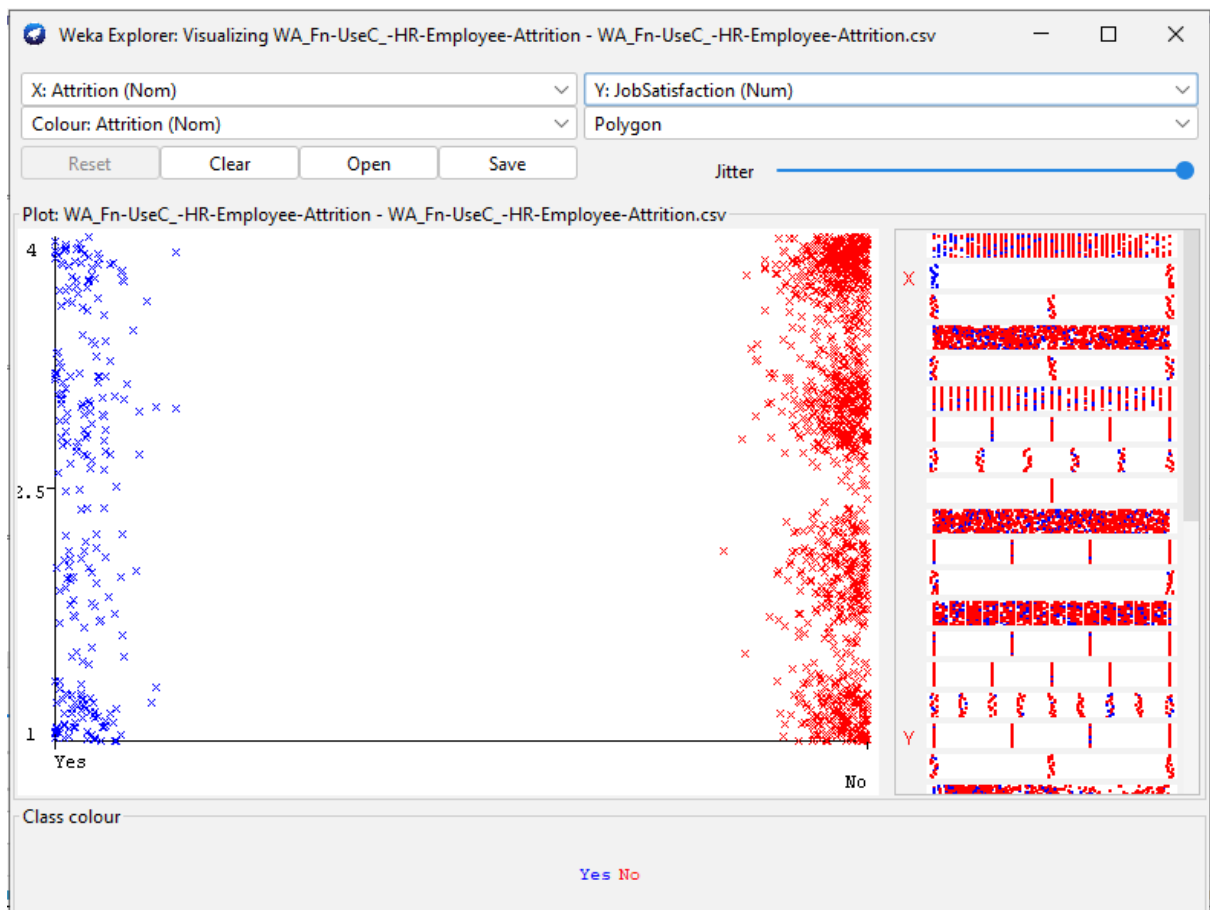 Weka Explorer: Visualizing WA_Fn-UseC_-HR-Employee-Attrition - WA_Fn-UseC_-HR-Employee-Attrition.csv
X: Attrition (Nom)
Y: JobSatisfaction (Num)
Colour: Attrition (Nom)
Polygon
Reset
Clear
Open
Save
Jitter
Plot: WA_Fn-UseC_-HR-Employee-Attrition - WA_Fn-UseC_-HR-Employee-Attrition.csv
4
X
2.5
1
Y
Yes
No
Class colour
Yes No